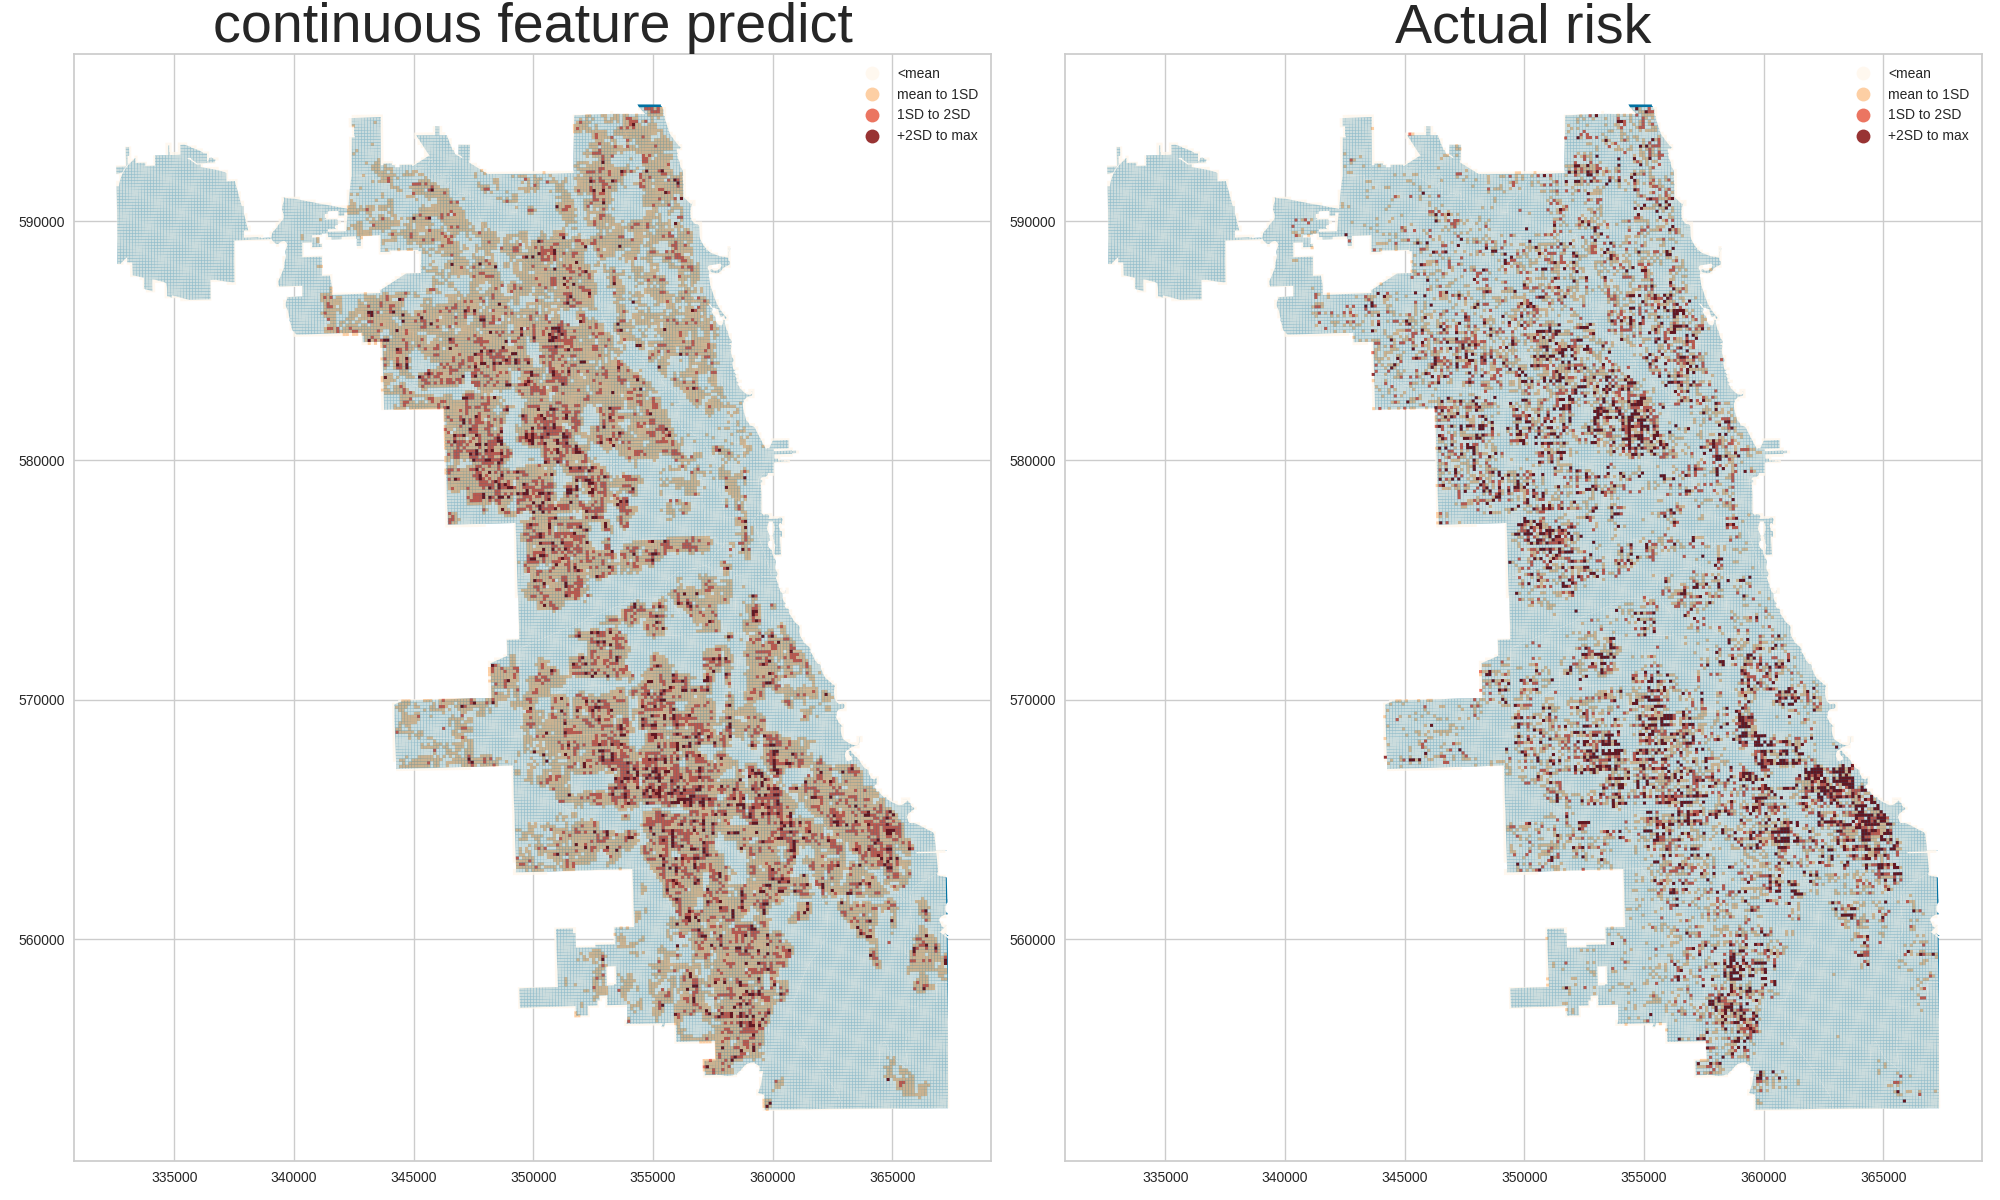 continuous feature predict
<mean
mean to 1SD
1SD to 2SD
+2SD to max
590000
580000
570000
560000
335000 340000 345000 350000 355000 360000 365000
Actual risk
<mean
mean to 1SD
1SD to 2SD
+2SD to max
590000
580000
570000
560000
335000 340000 345000 350000 355000 360000 365000